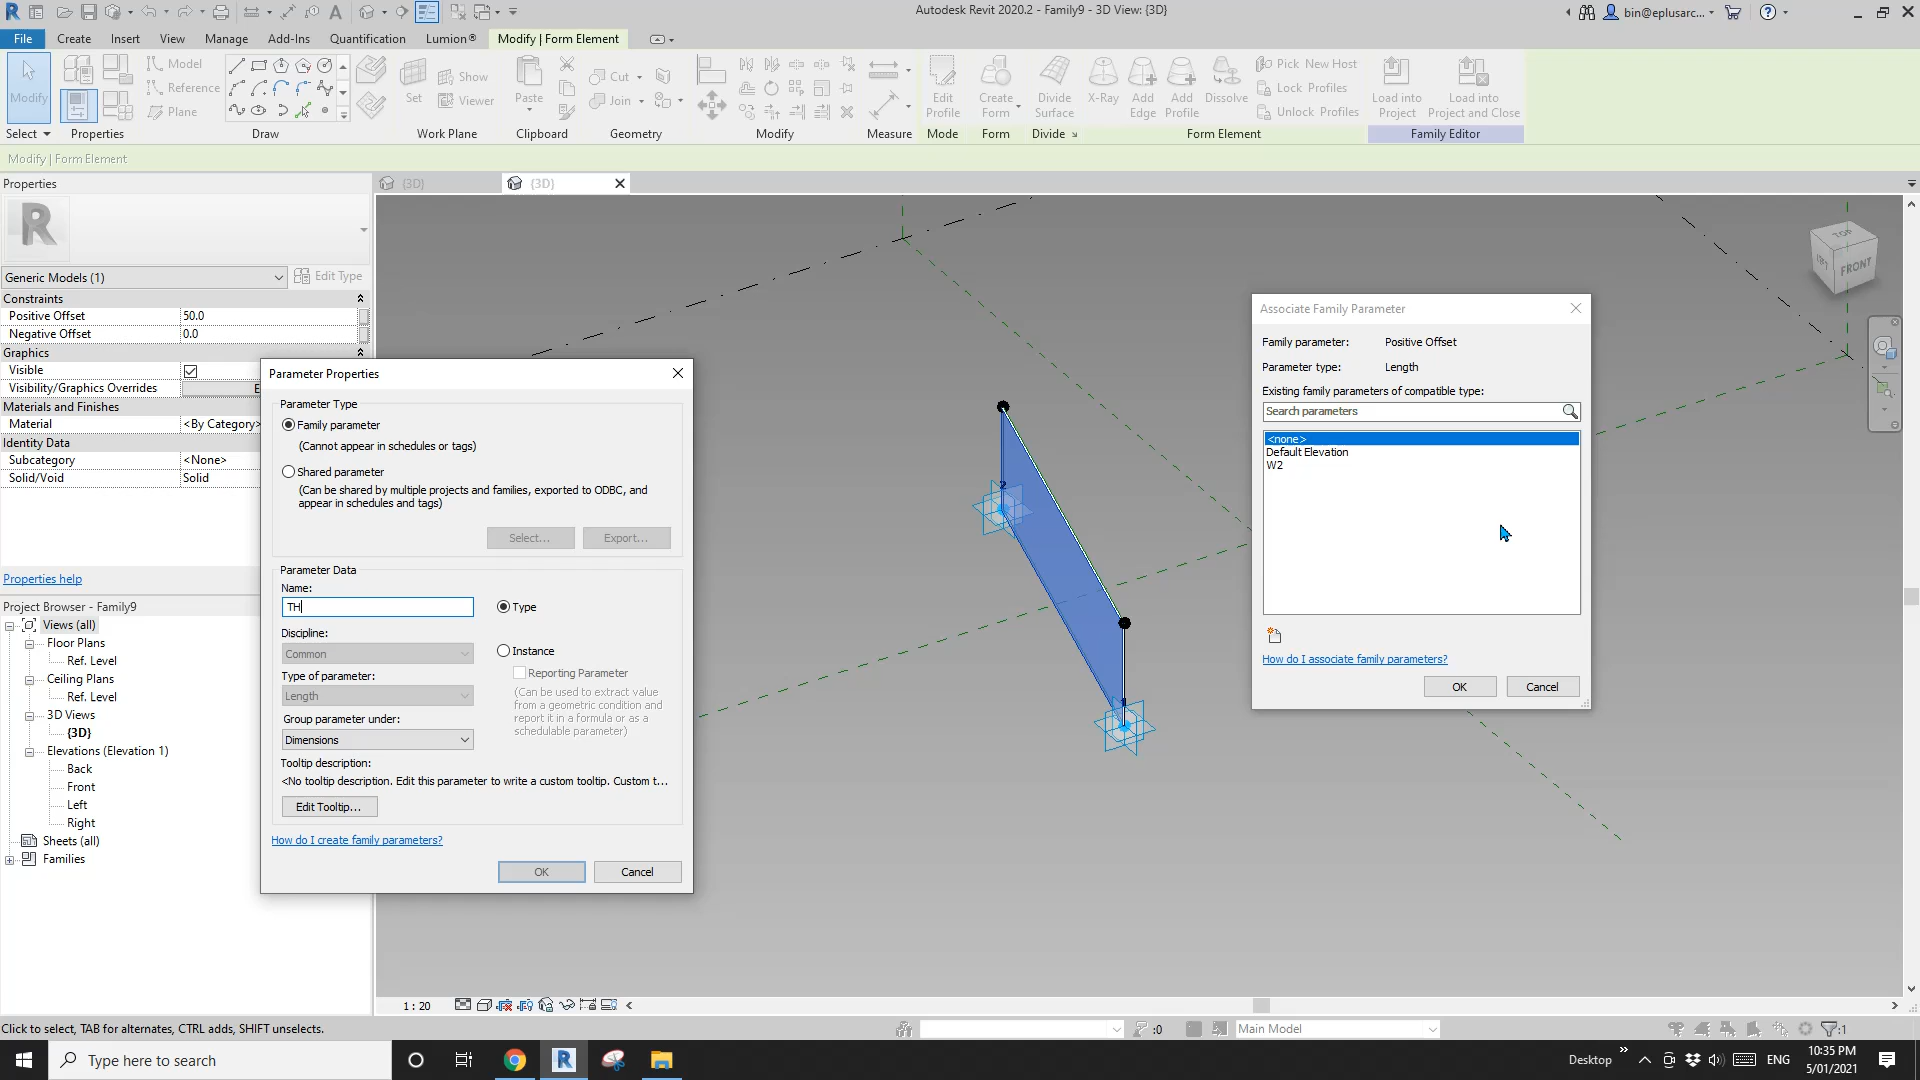 Autodesk Revit 2020.2 - Family9 - 3D View: {3D}
bin@eplusarc...
File
Create
Insert
View
Manage
Add-Ins
Quantification
Lumion®
Modify | Form Element
Modify
Model
Reference
Plane
Set
Show
Viewer
Paste
Cut
Join
Edit
Profile
Create
Form
Divide
Surface
X-Ray
Add
Edge
Add
Profile
Dissolve
Pick New Host
Lock Profiles
Unlock Profiles
Load into
Project
Load into
Project and Close
Select
Properties
Draw
Work Plane
Clipboard
Geometry
Modify
Measure
Mode
Form
Divide
Form Element
Family Editor
Modify | Form Element
Properties
{3D}
{3D}
Generic Models (1)
Edit Type
Constraints
Positive Offset 50.0
Negative Offset 0.0
Graphics
Visible
Visibility/Graphics Overrides E
Materials and Finishes
Material <By Category>
Identity Data
Subcategory <None>
Solid/Void Solid
Properties help
Project Browser - Family9
Views (all)
Floor Plans
Ref. Level
Ceiling Plans
Ref. Level
3D Views
{3D}
Elevations (Elevation 1)
Back
Front
Left
Right
Sheets (all)
Families
Parameter Properties
Parameter Type
Family parameter
(Cannot appear in schedules or tags)
Shared parameter
(Can be shared by multiple projects and families, exported to ODBC, and
appear in schedules and tags)
Select...
Export...
Parameter Data
Name:
TH
Type
Discipline:
Common
Instance
Type of parameter:
Reporting Parameter
Length
(Can be used to extract value
from a geometric condition and
report it in a formula or as a
schedulable parameter)
Group parameter under:
Dimensions
Tooltip description:
<No tooltip description. Edit this parameter to write a custom tooltip. Custom t...
Edit Tooltip...
How do I create family parameters?
OK
Cancel
2
1
TOP
FRONT
Associate Family Parameter
Family parameter: Positive Offset
Parameter type: Length
Existing family parameters of compatible type:
Search parameters
<none>
Default Elevation
W2
How do I associate family parameters?
OK
Cancel
1 : 20
Click to select, TAB for alternates, CTRL adds, SHIFT unselects.
:0
Main Model
:1
Type here to search
Desktop
ENG
10:35 PM
5/01/2021